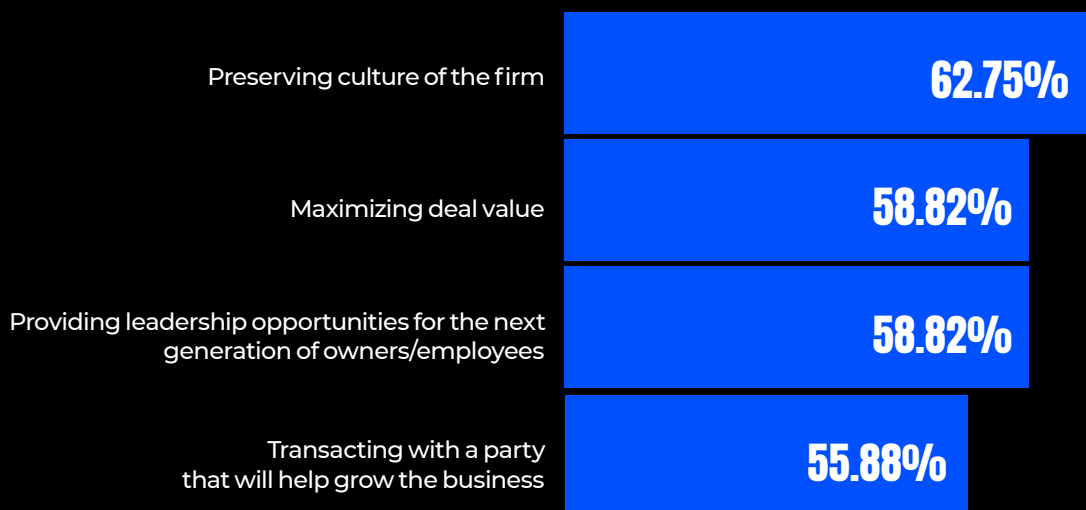 Preserving culture of the firm
62.75%
Maximizing deal value
58.82%
Providing leadership opportunities for the next
generation of owners/employees
58.82%
Transacting with a party
that will help grow the business
55.88%